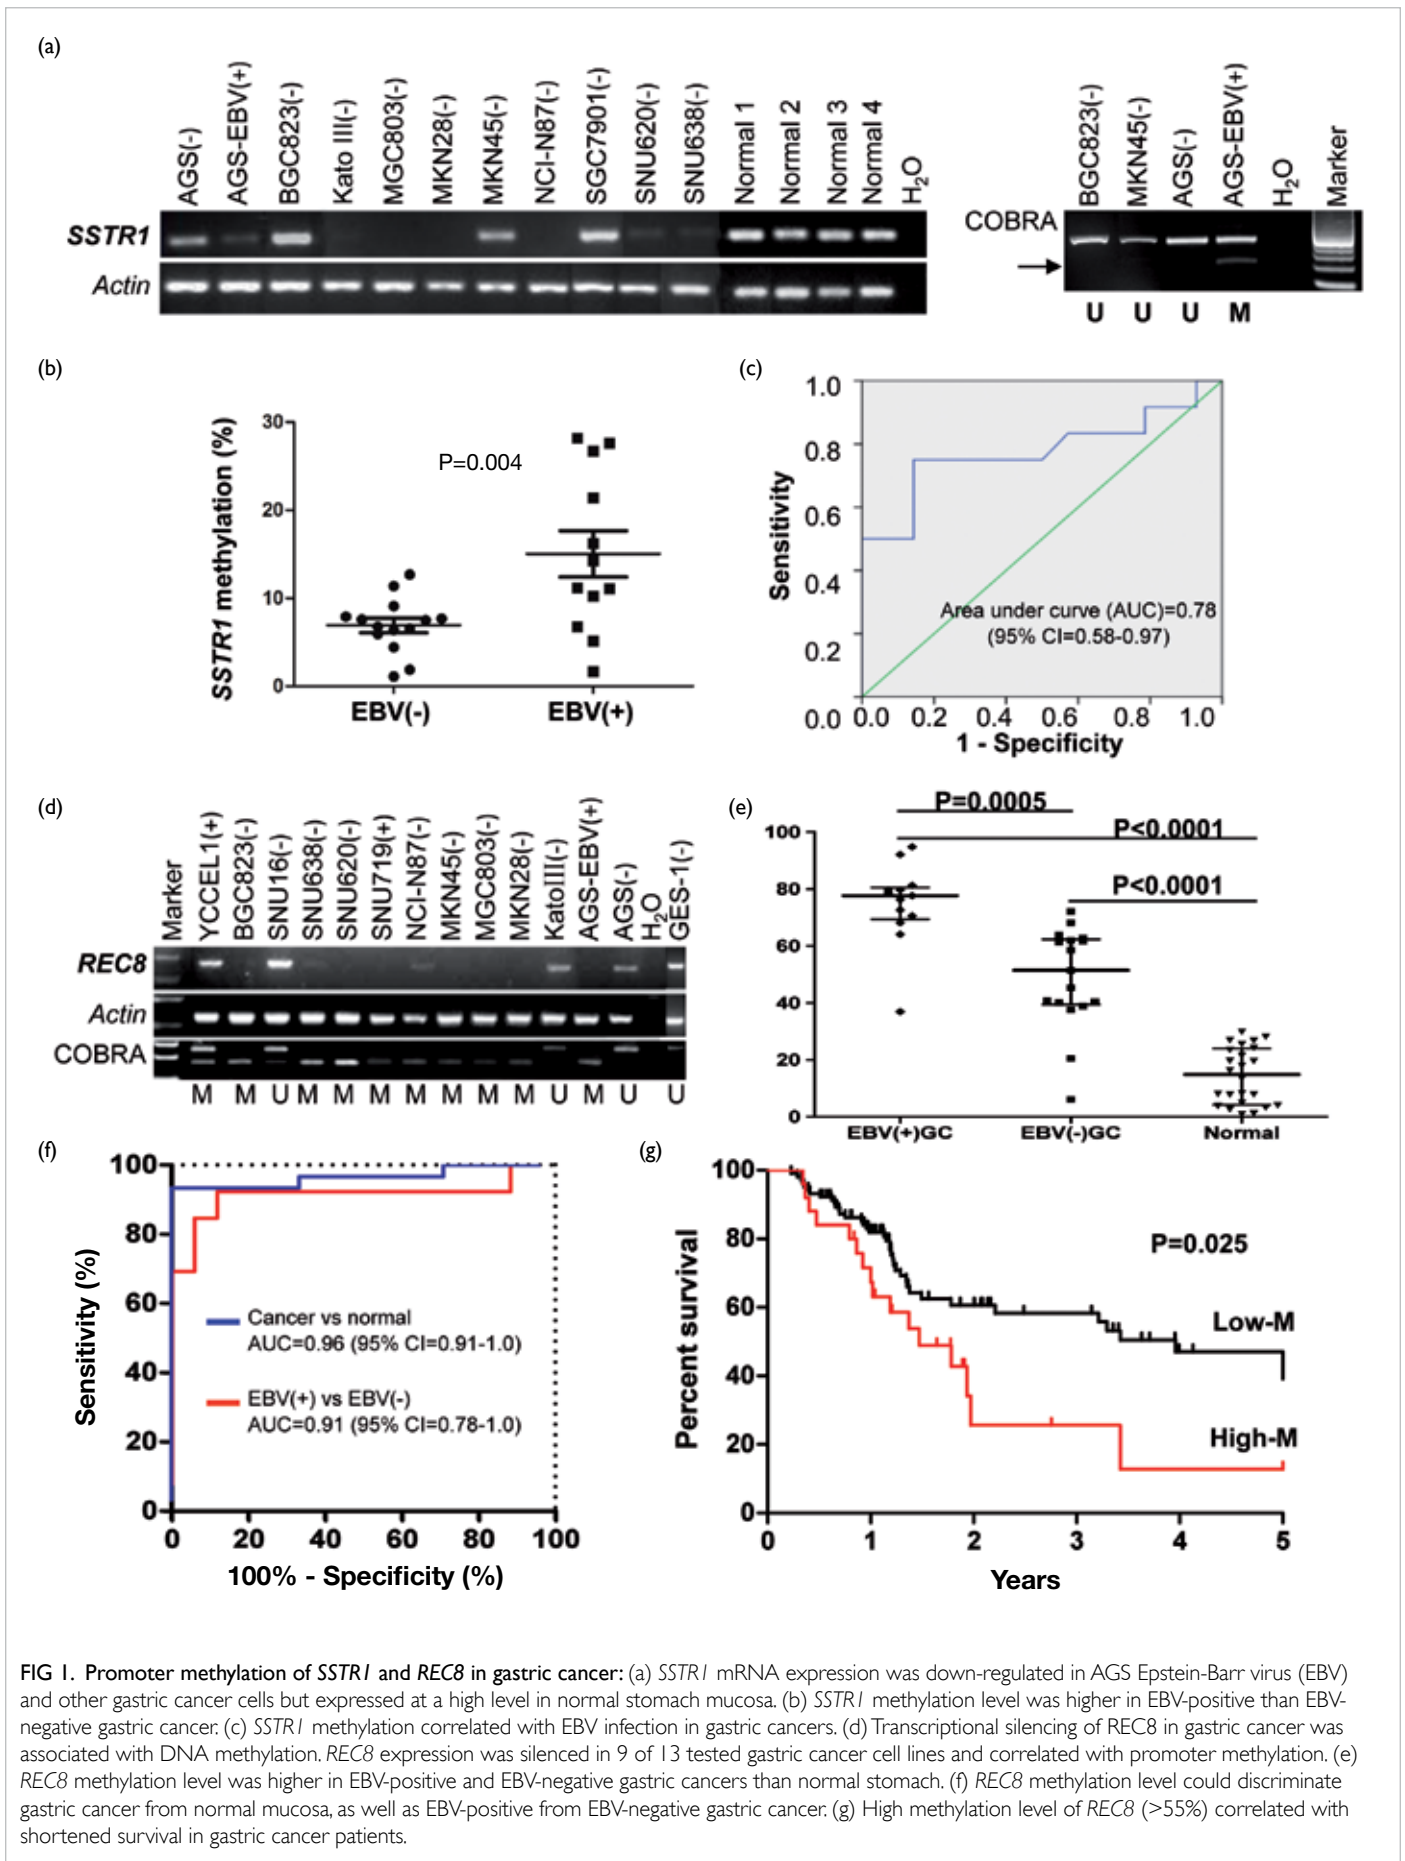 (a)
AGS(-)
AGS-EBV(+)
BGC823(-)
Kato III(-)
MGC803(-)
MKN28(-)
MKN45(-)
NCI-N87(-)
SGC7901(-)
SNU620(-)
SNU638(-)
Normal 1
Normal 2
Normal 3
Normal 4
H₂O
SSTR1
Actin
BGC823(-)
MKN45(-)
AGS(-)
AGS-EBV(+)
H₂O
Marker
COBRA
U U U M
(b)
SSTR1 methylation (%)
30
20
10
0
P=0.004
EBV(-) EBV(+)
(c)
Sensitivity
1.0
0.8
0.6
0.4
0.2
0.0
Area under curve (AUC)=0.78
(95% CI=0.58-0.97)
0.0 0.2 0.4 0.6 0.8 1.0
1 - Specificity
(d)
Marker
YCCEL1(+)
BGC823(-)
SNU16(-)
SNU638(-)
SNU620(-)
SNU719(+)
NCI-N87(-)
MKN45(-)
MGC803(-)
MKN28(-)
KatoIII(-)
AGS-EBV(+)
AGS(-)
H₂O
GES-1(-)
REC8
Actin
COBRA
M M U M M M M M M M U M U U
(e)
P=0.0005
P<0.0001
P<0.0001
100
80
60
40
20
0
EBV(+)GC EBV(-)GC Normal
(f)
Sensitivity (%)
100
80
60
40
20
0
Cancer vs normal
AUC=0.96 (95% CI=0.91-1.0)
EBV(+) vs EBV(-)
AUC=0.91 (95% CI=0.78-1.0)
0 20 40 60 80 100
100% - Specificity (%)
(g)
Percent survival
100
80
60
40
20
0
P=0.025
Low-M
High-M
0 1 2 3 4 5
Years
FIG 1. Promoter methylation of SSTR1 and REC8 in gastric cancer: (a) SSTR1 mRNA expression was down-regulated in AGS Epstein-Barr virus (EBV)
and other gastric cancer cells but expressed at a high level in normal stomach mucosa. (b) SSTR1 methylation level was higher in EBV-positive than EBV-
negative gastric cancer. (c) SSTR1 methylation correlated with EBV infection in gastric cancers. (d) Transcriptional silencing of REC8 in gastric cancer was
associated with DNA methylation. REC8 expression was silenced in 9 of 13 tested gastric cancer cell lines and correlated with promoter methylation. (e)
REC8 methylation level was higher in EBV-positive and EBV-negative gastric cancers than normal stomach. (f) REC8 methylation level could discriminate
gastric cancer from normal mucosa, as well as EBV-positive from EBV-negative gastric cancer. (g) High methylation level of REC8 (>55%) correlated with
shortened survival in gastric cancer patients.